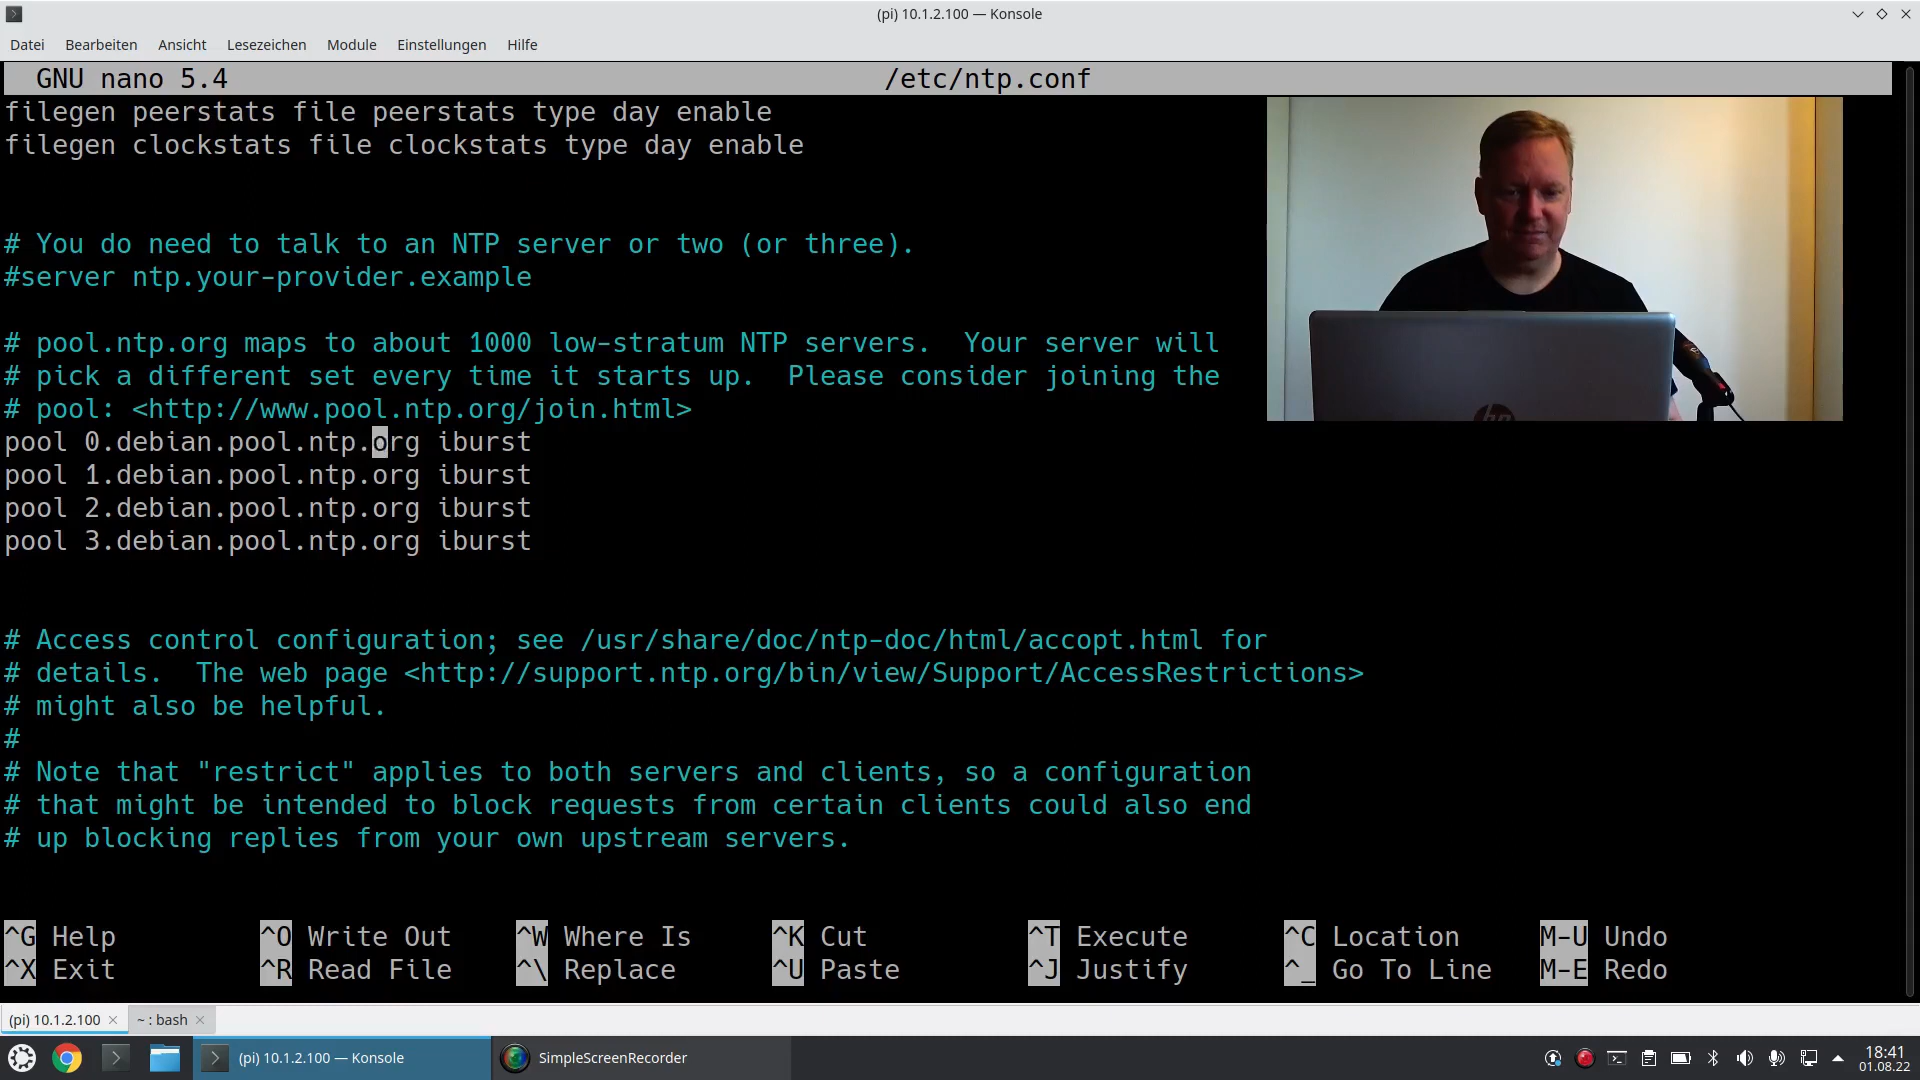 (pi) 10.1.2.100 — Konsole
Datei Bearbeiten Ansicht Lesezeichen Module Einstellungen Hilfe
GNU nano 5.4 /etc/ntp.conf
filegen peerstats file peerstats type day enable
filegen clockstats file clockstats type day enable
# You do need to talk to an NTP server or two (or three).
#server ntp.your-provider.example
# pool.ntp.org maps to about 1000 low-stratum NTP servers.  Your server will
# pick a different set every time it starts up.  Please consider joining the
# pool: <http://www.pool.ntp.org/join.html>
pool 0.debian.pool.ntp.org iburst
pool 1.debian.pool.ntp.org iburst
pool 2.debian.pool.ntp.org iburst
pool 3.debian.pool.ntp.org iburst
# Access control configuration; see /usr/share/doc/ntp-doc/html/accopt.html for
# details.  The web page <http://support.ntp.org/bin/view/Support/AccessRestrictions>
# might also be helpful.
#
# Note that "restrict" applies to both servers and clients, so a configuration
# that might be intended to block requests from certain clients could also end
# up blocking replies from your own upstream servers.
^G Help ^O Write Out ^W Where Is ^K Cut ^T Execute ^C Location M-U Undo
^X Exit ^R Read File ^\ Replace ^U Paste ^J Justify ^_ Go To Line M-E Redo
(pi) 10.1.2.100 ~ : bash
(pi) 10.1.2.100 — Konsole SimpleScreenRecorder 18:41
01.08.22
hp